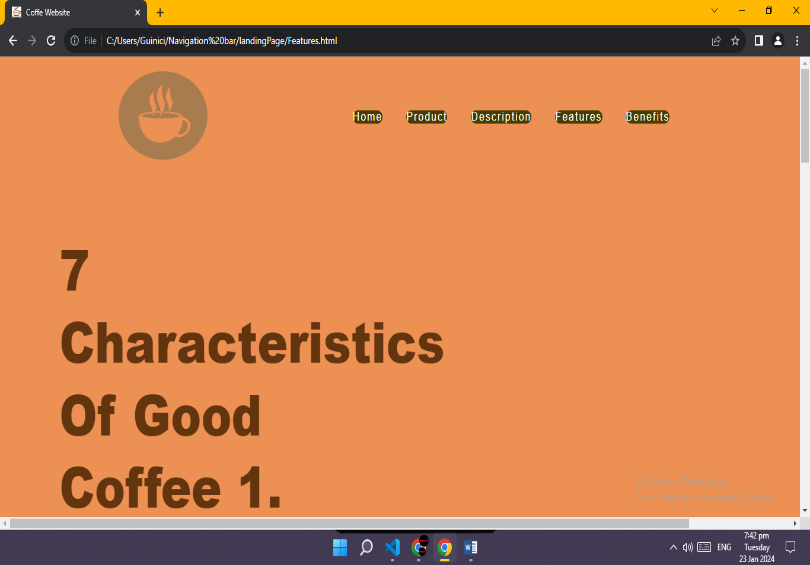 Coffe Website
File
C:/Users/Guinici/Navigation%20bar/landingPage/Features.html
Home Product Description Features Benefits
7
Characteristics
Of Good
Coffee 1.
ENG
7:42 pm
Tuesday
23 Jan 2024